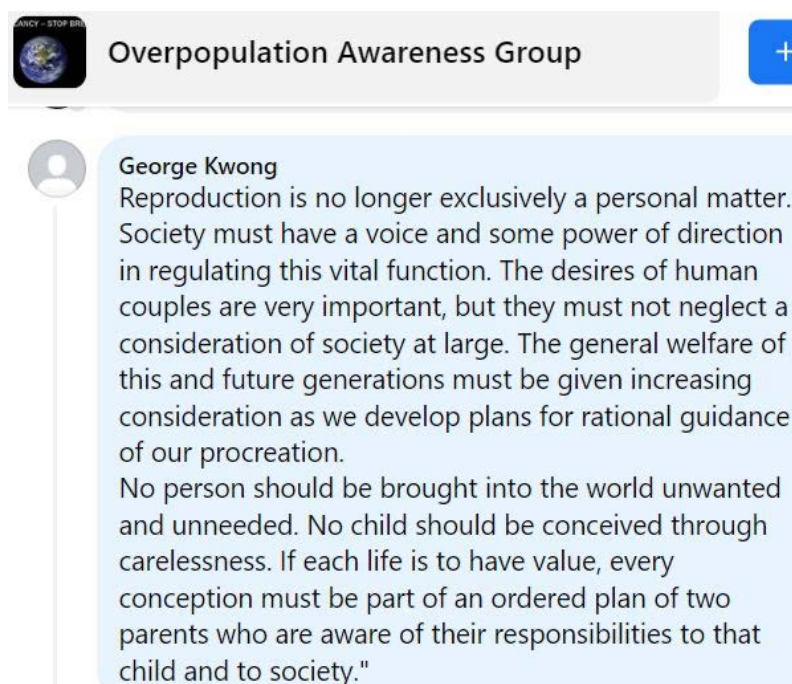 ANCY – STOP BRE
Overpopulation Awareness Group
+
George Kwong
Reproduction is no longer exclusively a personal matter.
Society must have a voice and some power of direction
in regulating this vital function. The desires of human
couples are very important, but they must not neglect a
consideration of society at large. The general welfare of
this and future generations must be given increasing
consideration as we develop plans for rational guidance
of our procreation.
No person should be brought into the world unwanted
and unneeded. No child should be conceived through
carelessness. If each life is to have value, every
conception must be part of an ordered plan of two
parents who are aware of their responsibilities to that
child and to society."